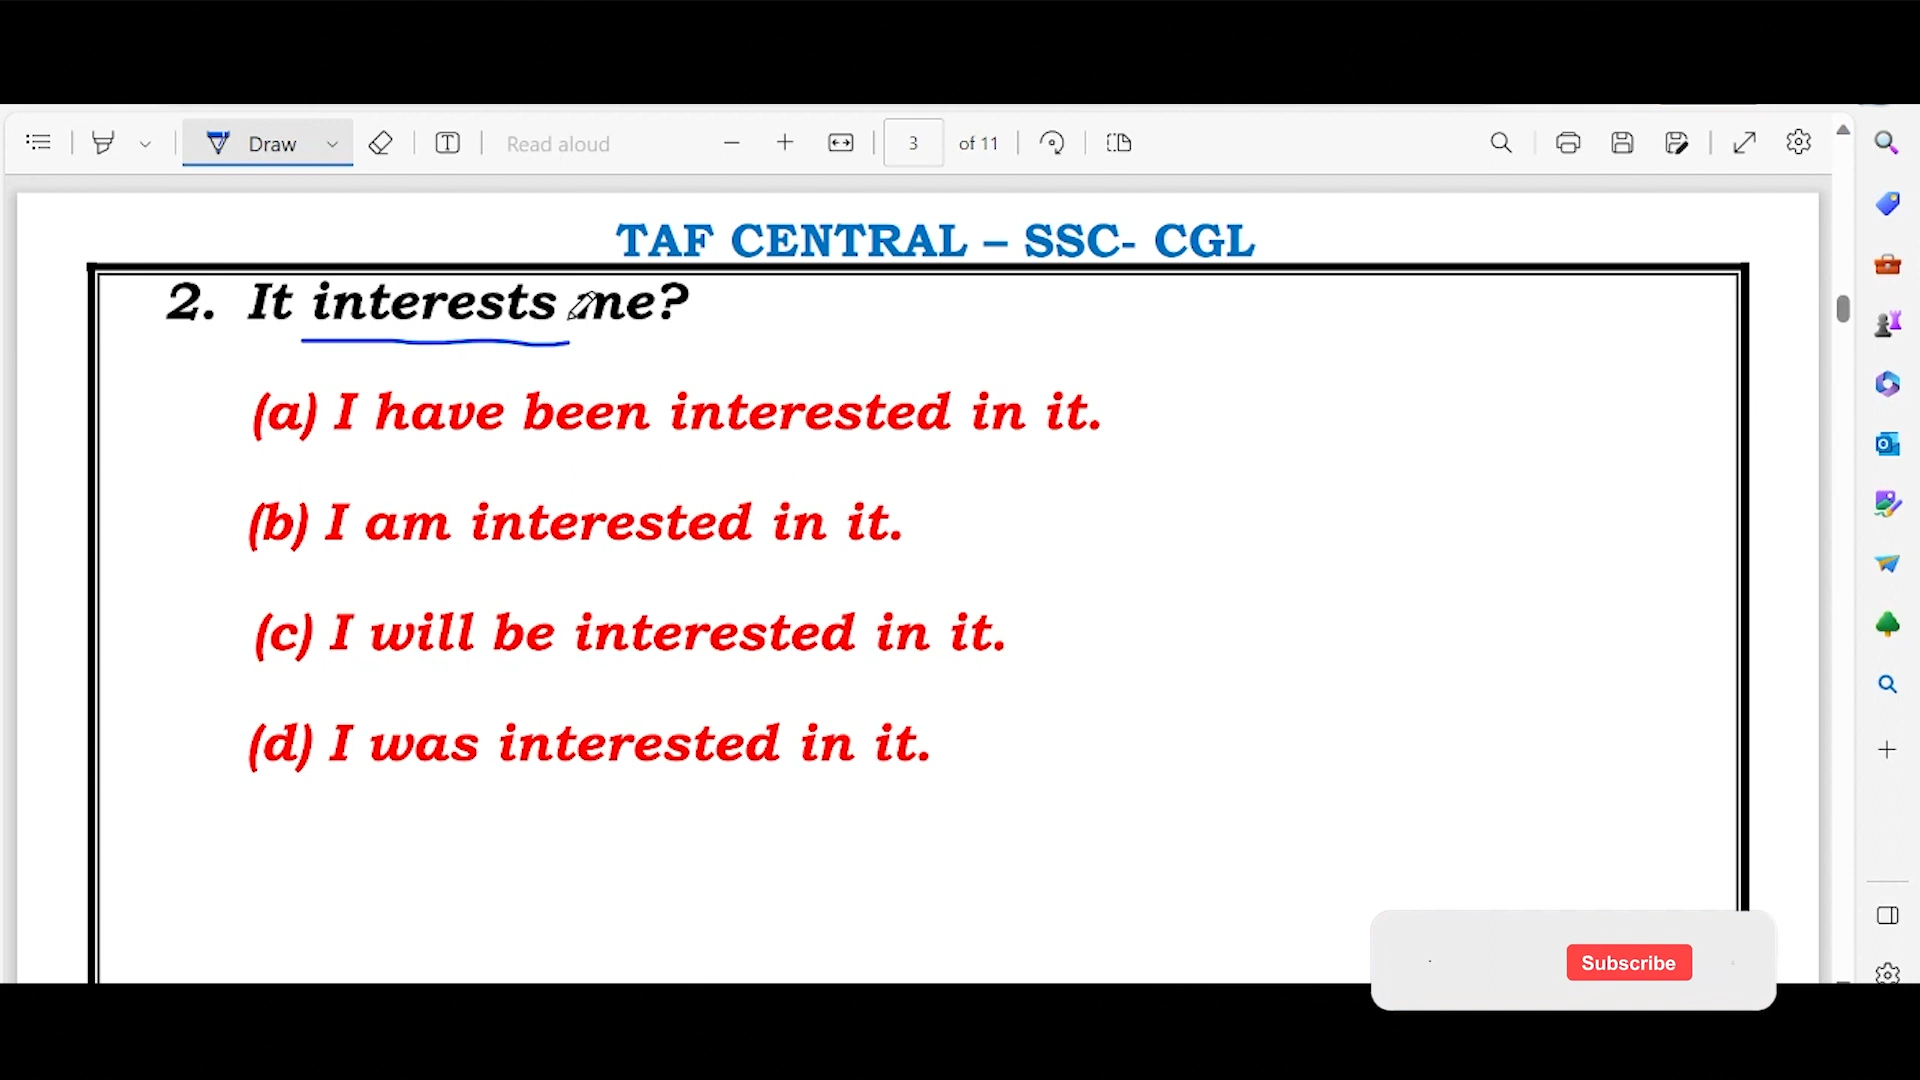 Draw
Read aloud
3 of 11
TAF CENTRAL – SSC- CGL
2. It interests me?
(a) I have been interested in it.
(b) I am interested in it.
(c) I will be interested in it.
(d) I was interested in it.
Subscribe